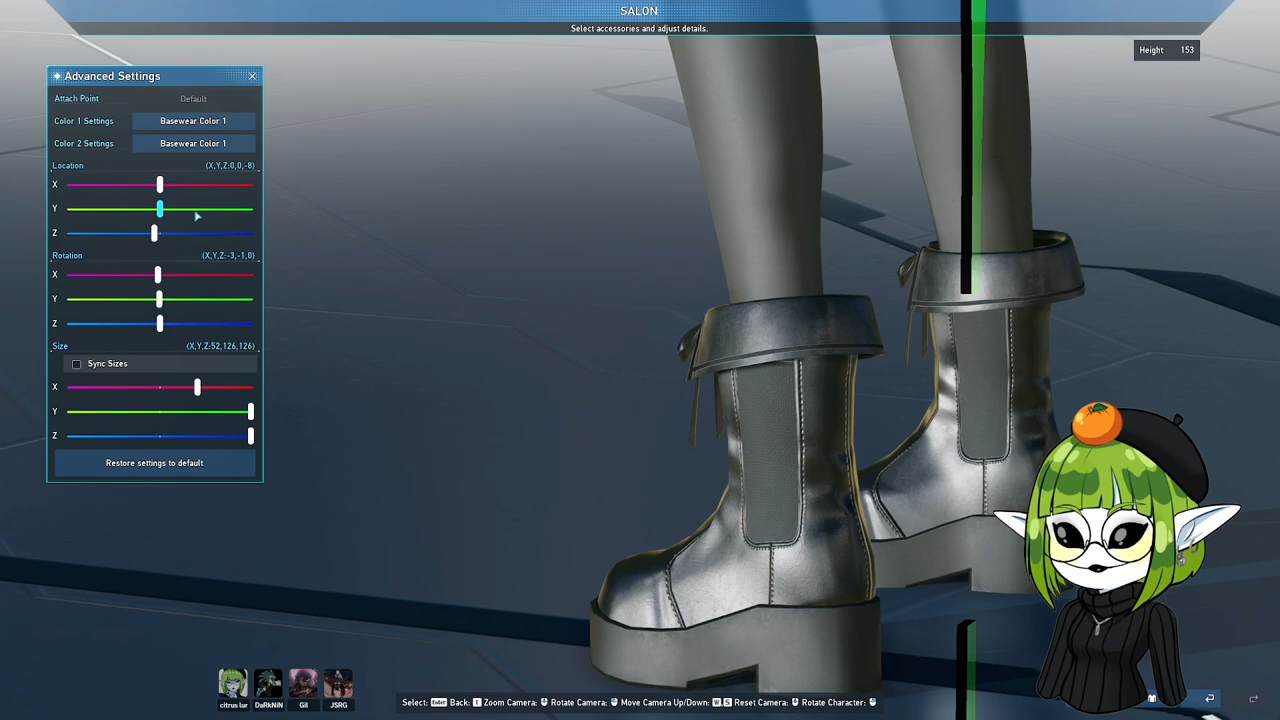 SALON
Select accessories and adjust details.
Height 153
Advanced Settings
Attach Point Default
Color 1 Settings Basewear Color 1
Color 2 Settings Basewear Color 1
Location (X,Y,Z:0,0,-8)
X
Y
Z
Rotation (X,Y,Z:-3,-1,0)
X
Y
Z
Size (X,Y,Z:52,126,126)
Sync Sizes
X
Y
Z
Restore settings to default
citrus lur DaRkNiN Gil JSRG
Select: Enter Back: E Zoom Camera: Rotate Camera: Move Camera Up/Down: W, S Reset Camera: Rotate Character: